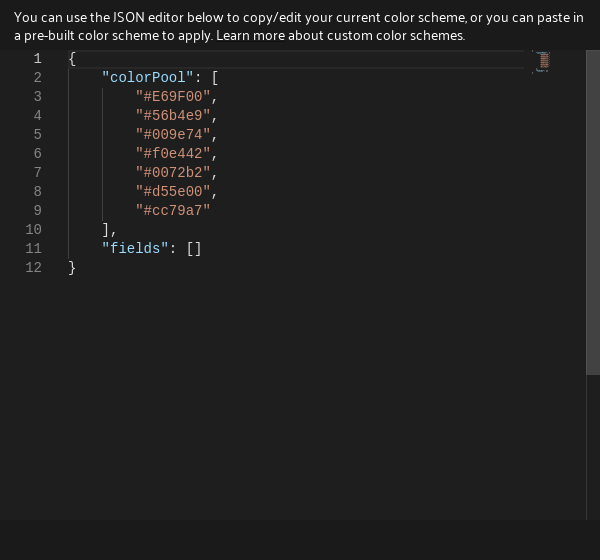 You can use the JSON editor below to copy/edit your current color scheme, or you can paste in
a pre-built color scheme to apply. Learn more about custom color schemes.
1 {
2 "colorPool": [
3 "#E69F00",
4 "#56b4e9",
5 "#009e74",
6 "#f0e442",
7 "#0072b2",
8 "#d55e00",
9 "#cc79a7"
10 ],
11 "fields": []
12 }